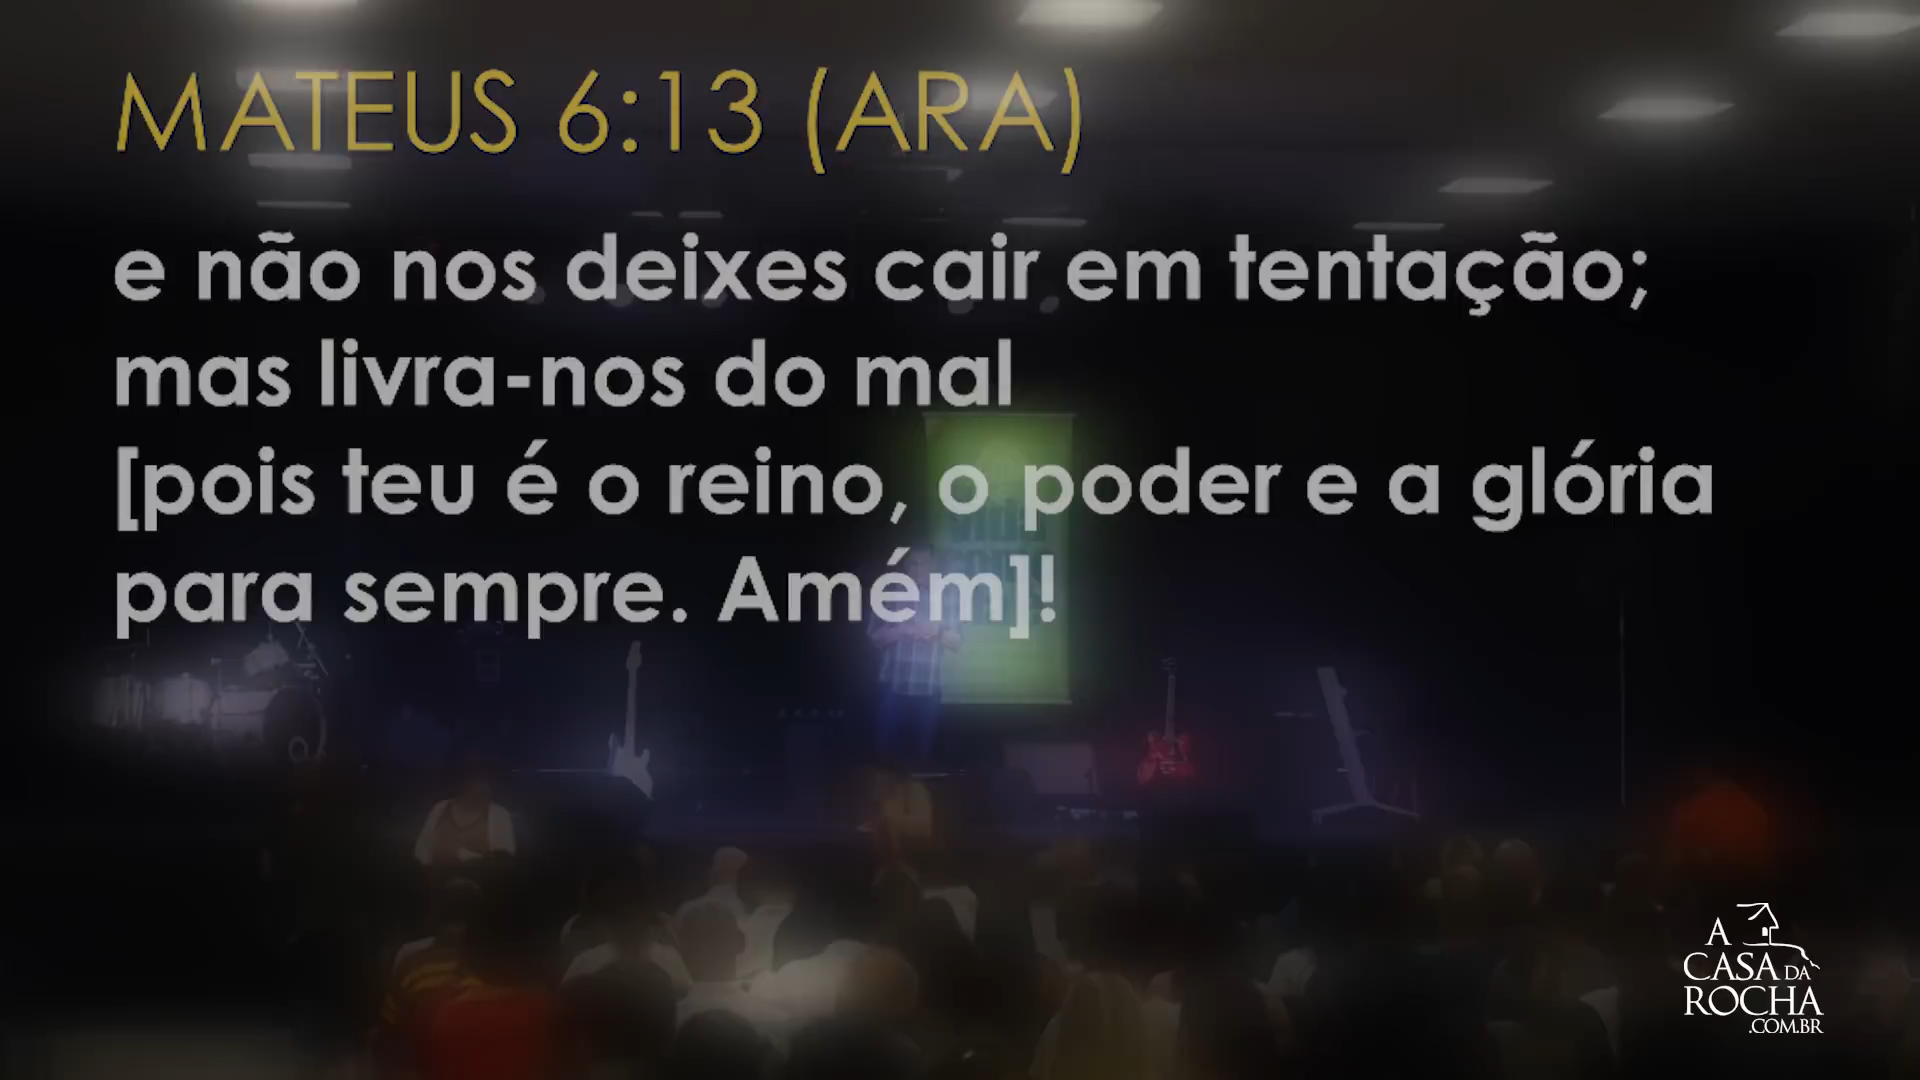 MATEUS 6:13 (ARA)
e não nos deixes cair em tentação;
mas livra-nos do mal
[pois teu é o reino, o poder e a glória
para sempre. Amém]!
A
CASA DA
ROCHA
.COM.BR